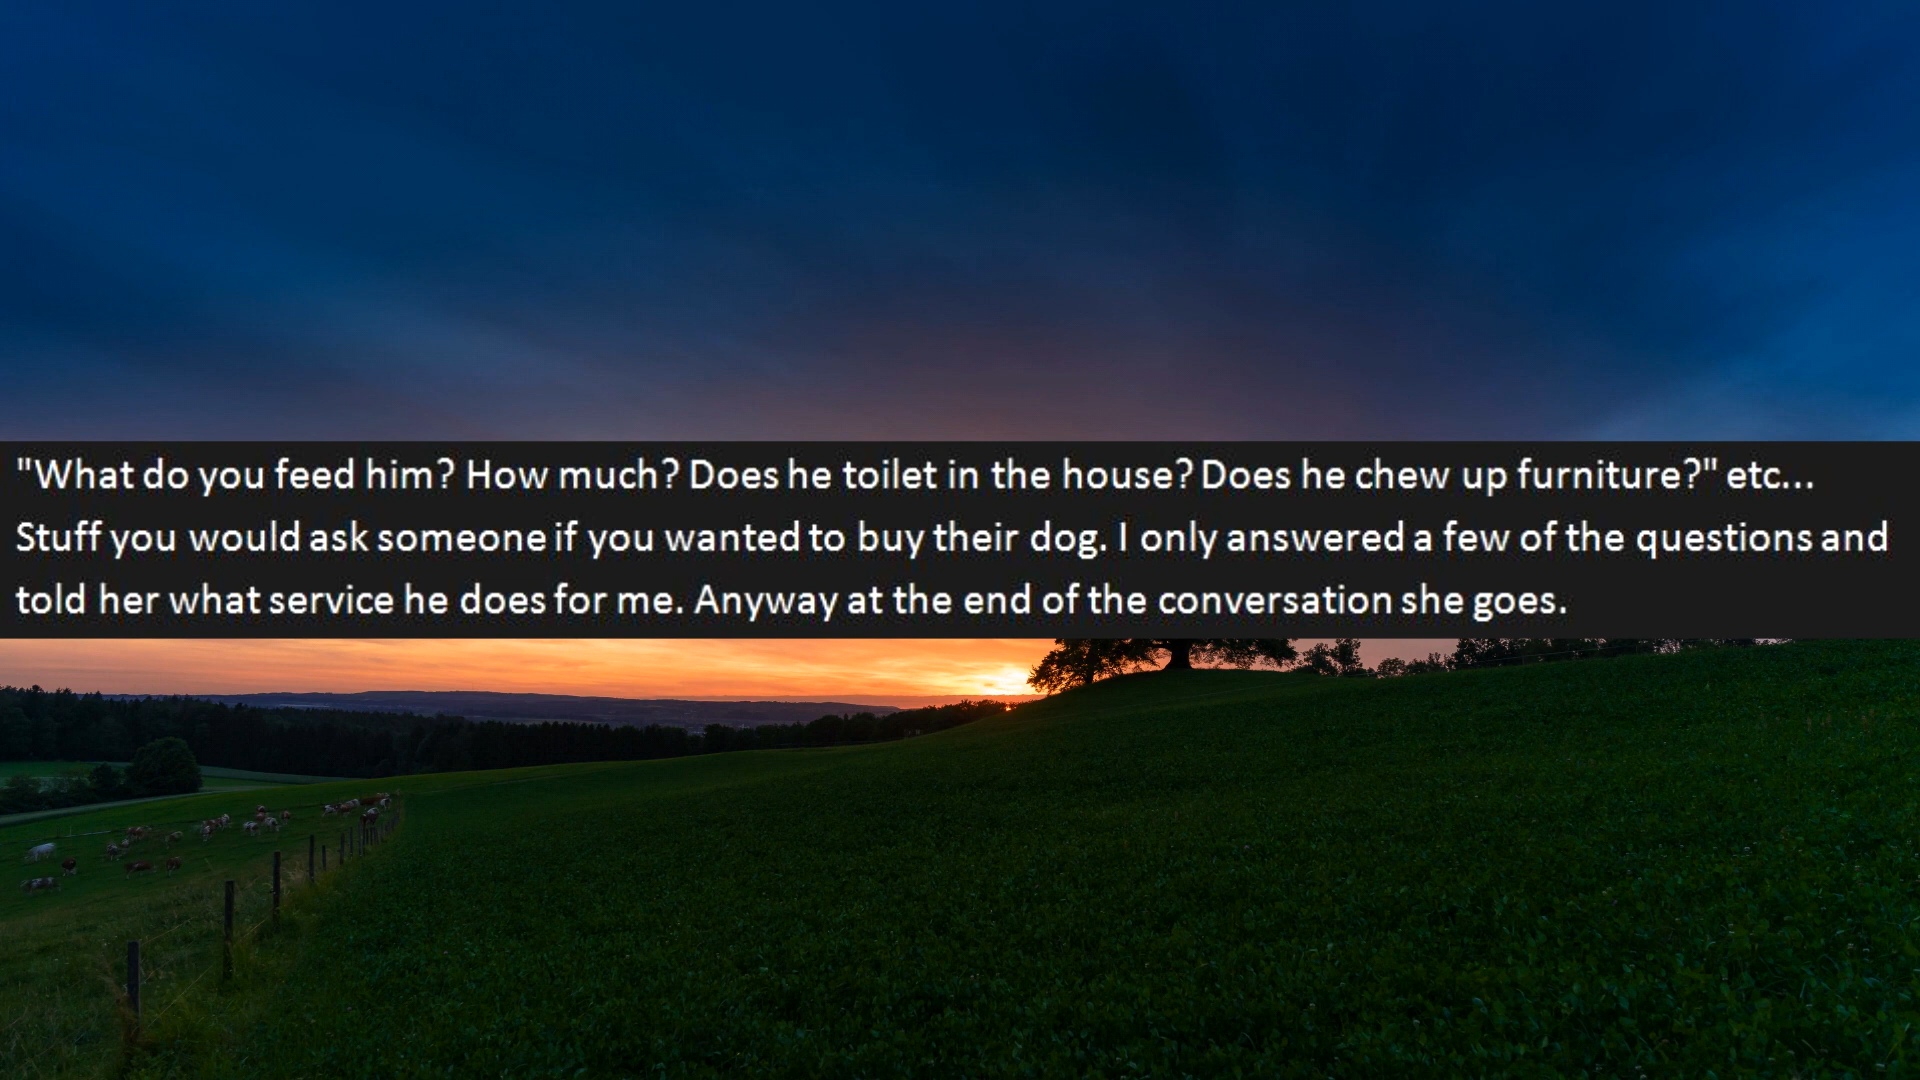 "What do you feed him? How much? Does he toilet in the house? Does he chew up furniture?" etc...
Stuff you would ask someone if you wanted to buy their dog. I only answered a few of the questions and
told her what service he does for me. Anyway at the end of the conversation she goes.